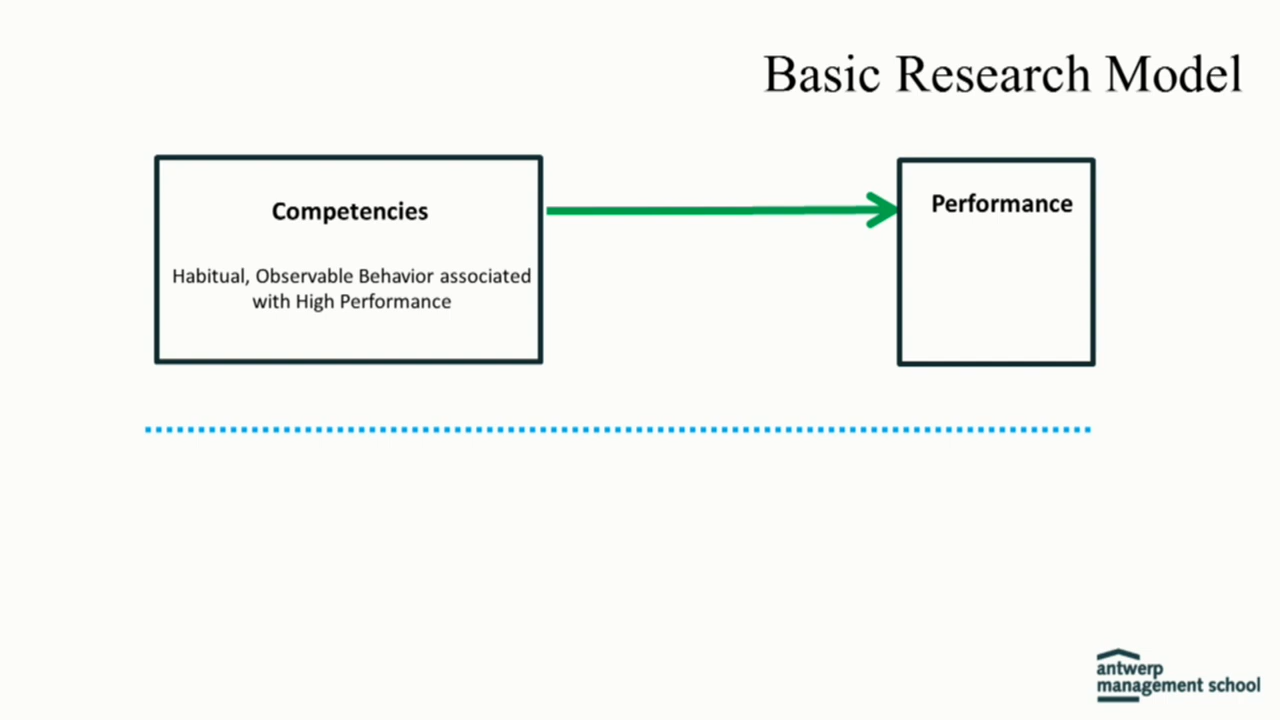 Basic Research Model
Competencies
Habitual, Observable Behavior associated
with High Performance
Performance
antwerp
management school